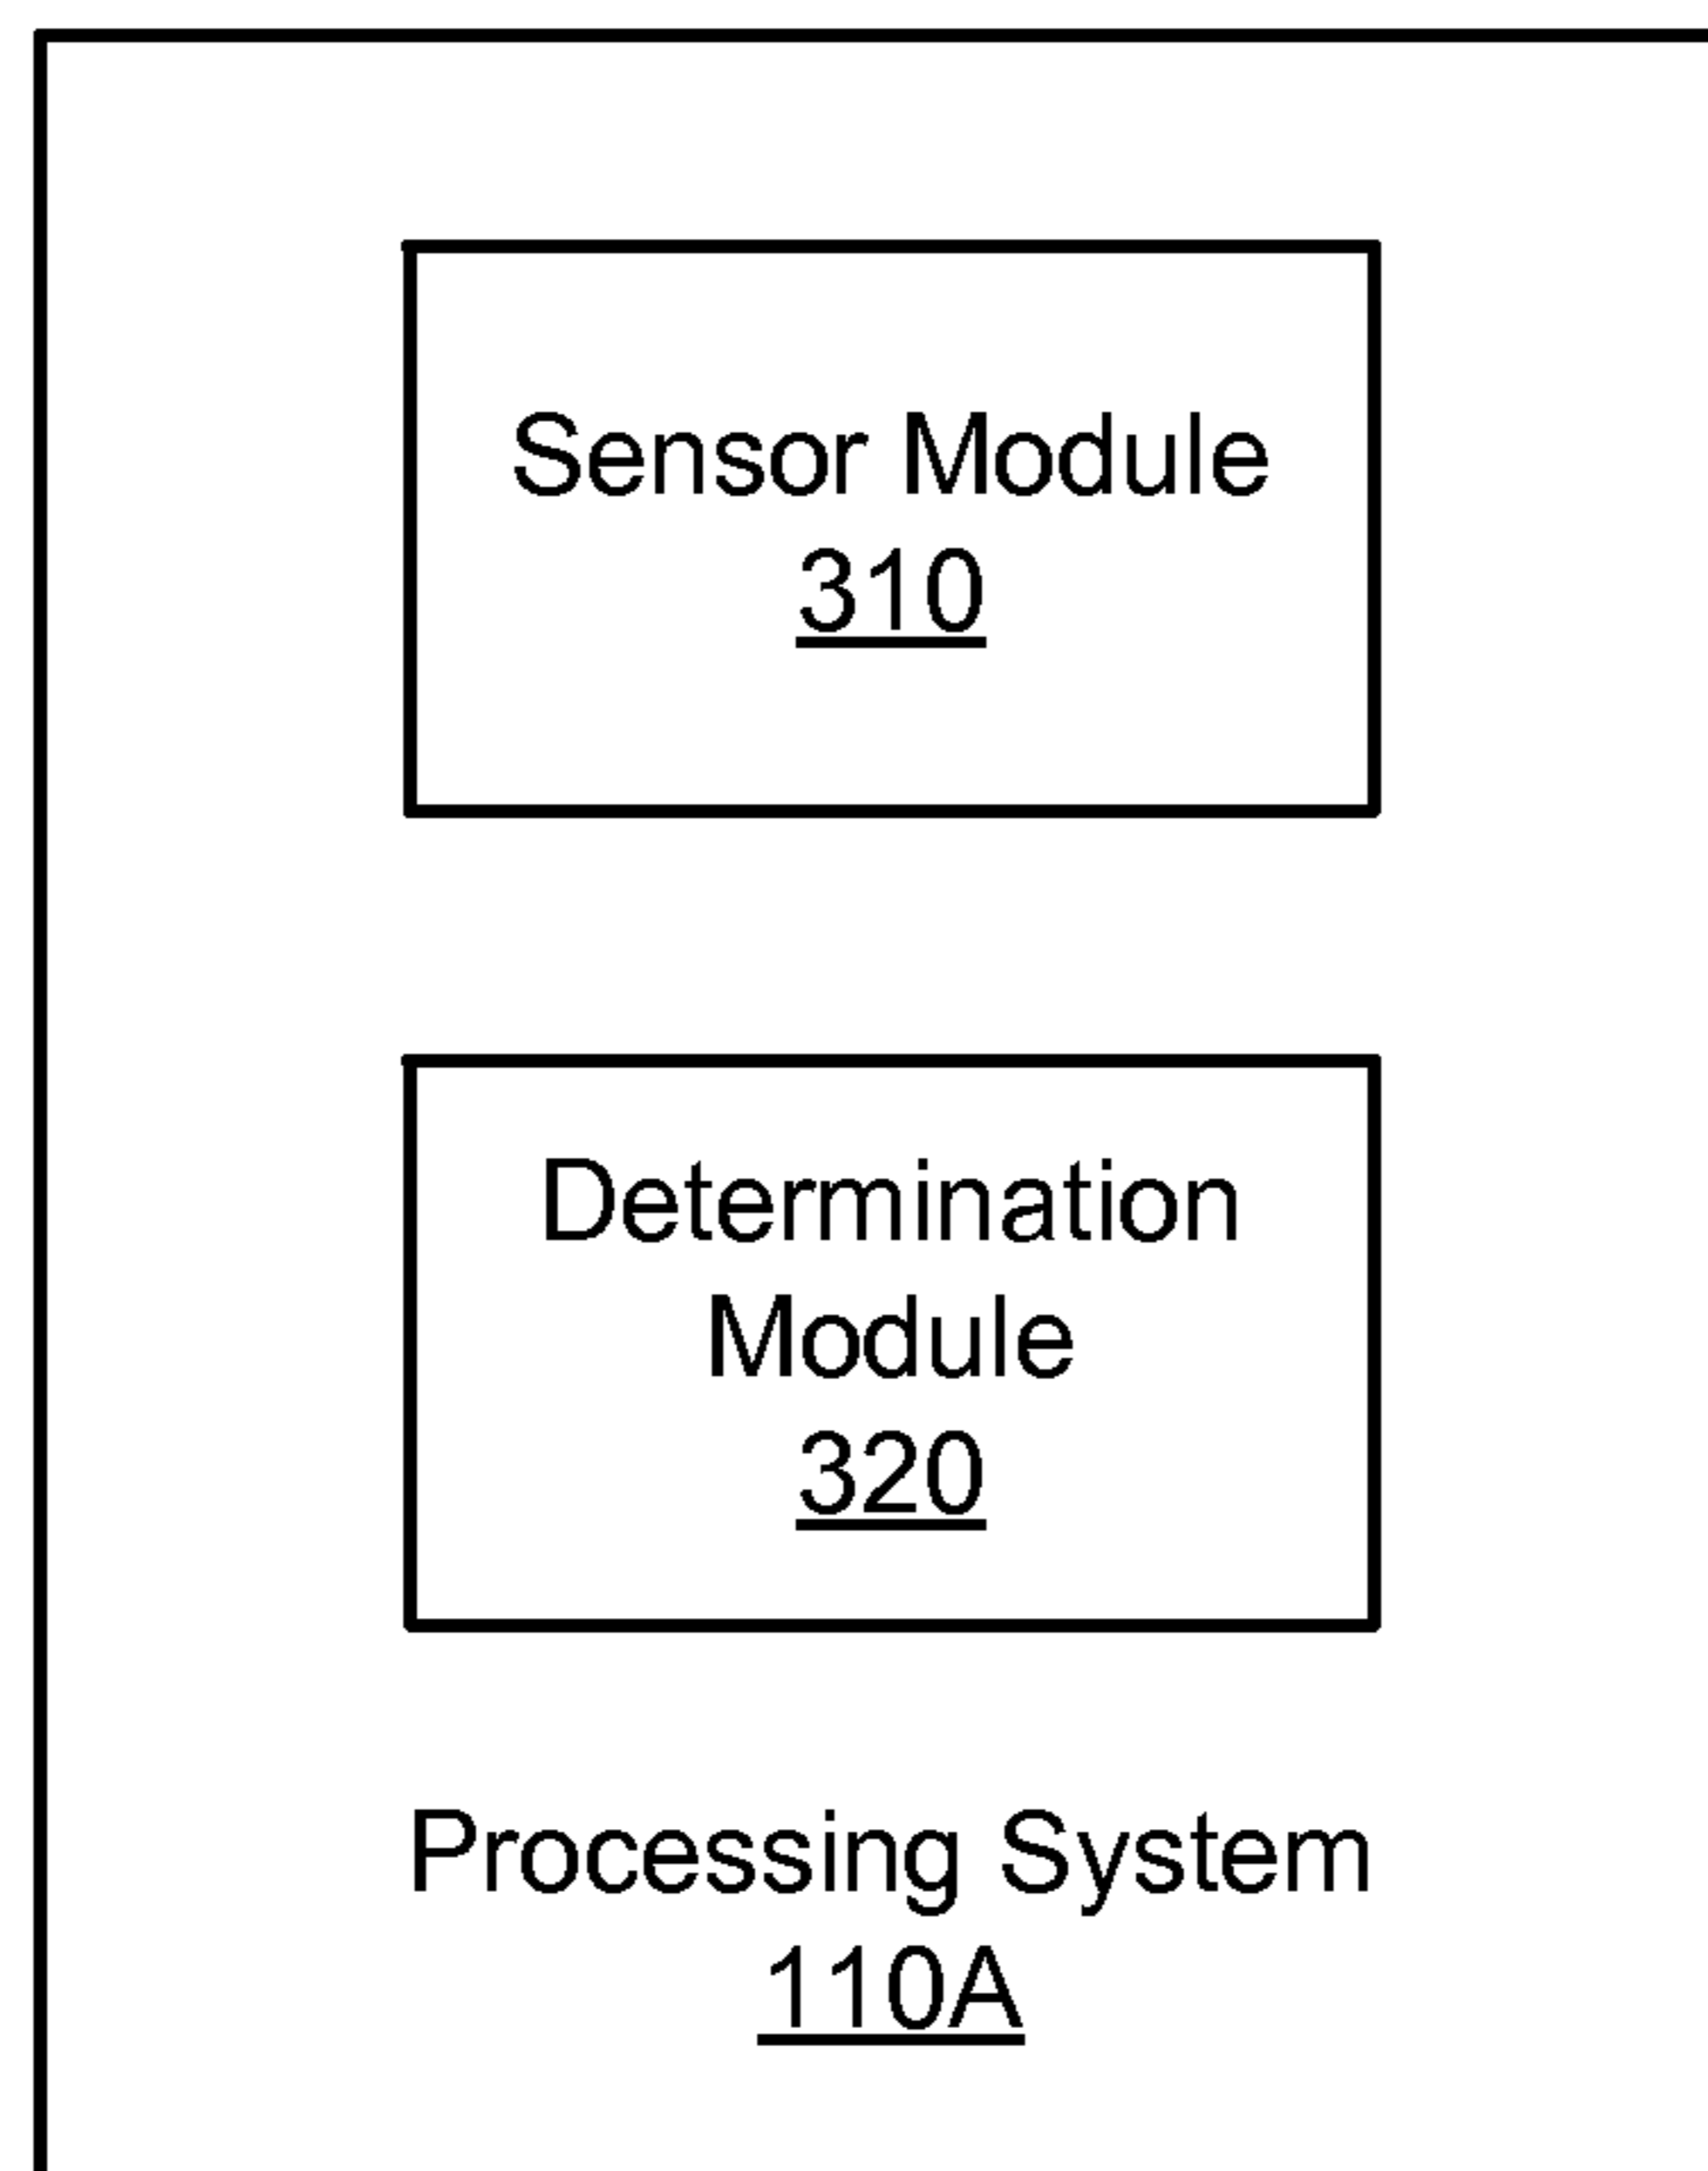 Sensor Module
310
Determination
Module
320
Processing System
110A